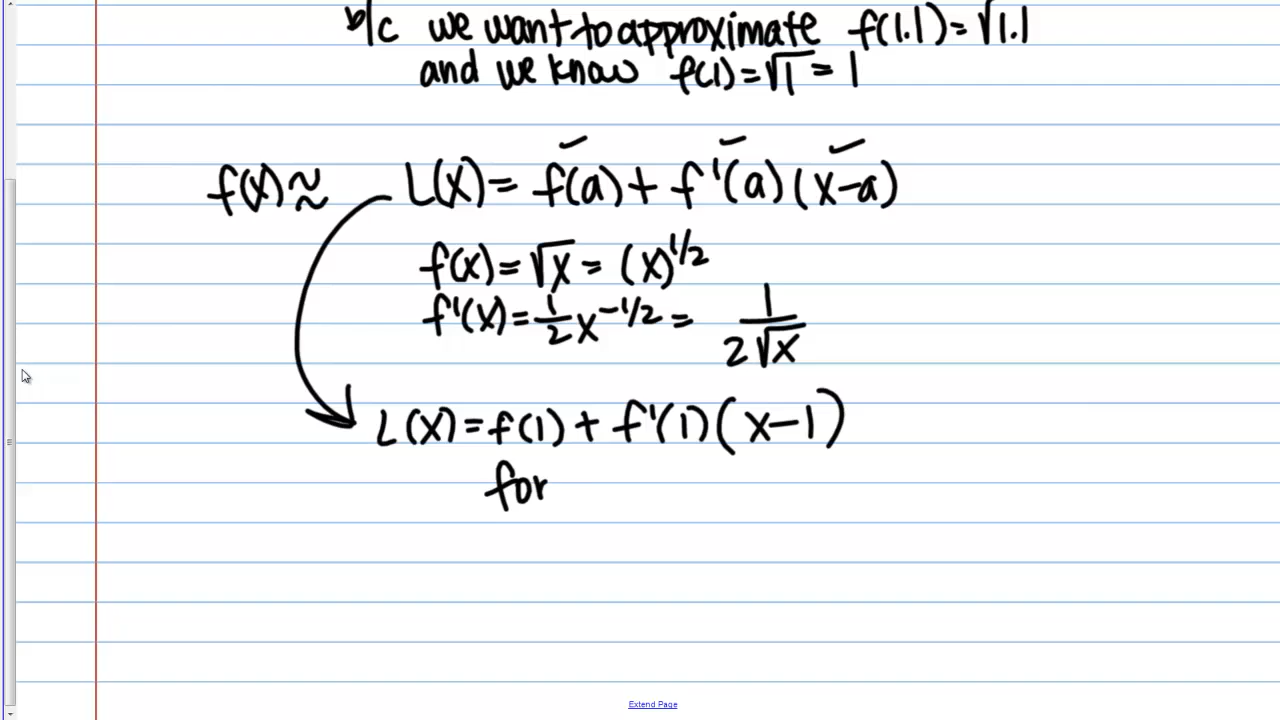 b/c we want to approximate f(1.1) = √1.1
and we know f(1) = √1 = 1
f(x) ≈ L(x) = f(a) + f'(a) (x-a)
f(x) = √x = (x)^1/2
f'(x) = 1/2 x^-1/2 = 1/2√x
L(x) = f(1) + f'(1) (x-1)
for
Extend Page